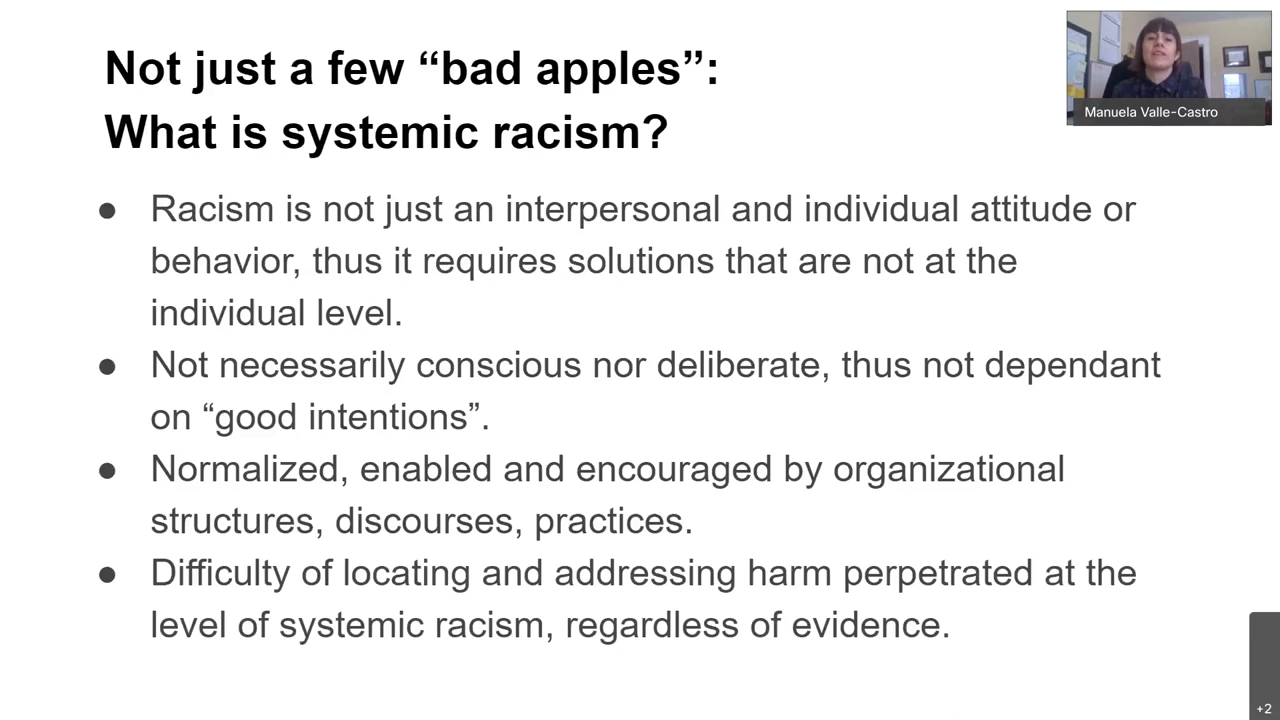 Not just a few “bad apples”:
What is systemic racism?
Manuela Valle-Castro
● Racism is not just an interpersonal and individual attitude or
behavior, thus it requires solutions that are not at the
individual level.
● Not necessarily conscious nor deliberate, thus not dependant
on “good intentions”.
● Normalized, enabled and encouraged by organizational
structures, discourses, practices.
● Difficulty of locating and addressing harm perpetrated at the
level of systemic racism, regardless of evidence.
+2